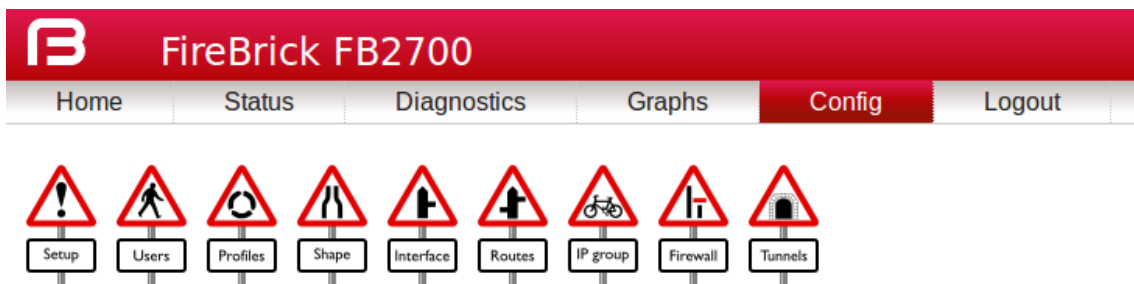 FireBrick FB2700
Home Status Diagnostics Graphs Config Logout
Setup Users Profiles Shape Interface Routes IP group Firewall Tunnels